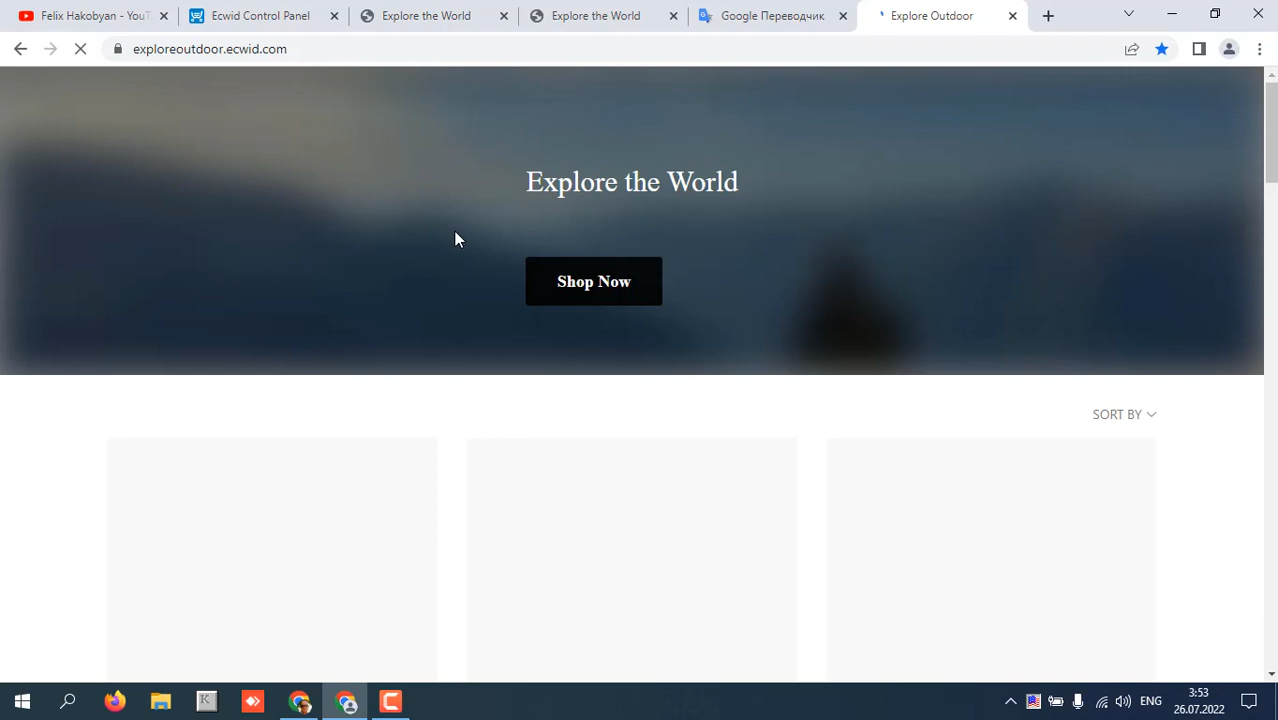 Felix Hakobyan - YouT
Ecwid Control Panel
Explore the World
Explore the World
Google Переводчик
Explore Outdoor
exploreoutdoor.ecwid.com
Explore the World
Shop Now
SORT BY
K
ENG
3:53
26.07.2022